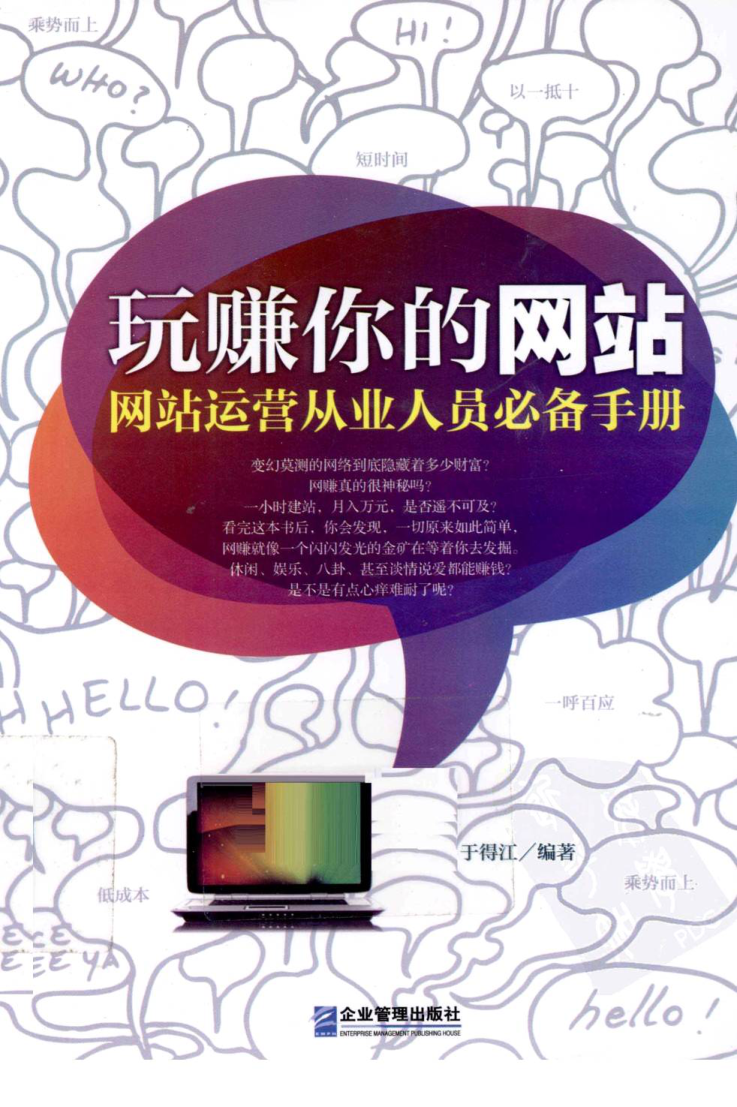 乘势而上
HI!
WHO?
以一抵十
短时间
玩赚你的网站
网站运营从业人员必备手册
变幻莫测的网络到底隐藏着多少财富?
网赚真的很神秘吗?
一小时建站,月入万元,是否遥不可及?
看完这本书后,你会发现,一切原来如此简单,
网赚就像一个闪闪发光的金矿在等着你去发掘。
休闲、娱乐、八卦、甚至谈情说爱都能赚钱?
是不是有点心痒难耐了呢?
HHELLO!
一呼百应
于得江/编著
乘势而上
低成本
YA
hello!
企业管理出版社
ENTERPRISE MANAGEMENT PUBLISHING HOUSE